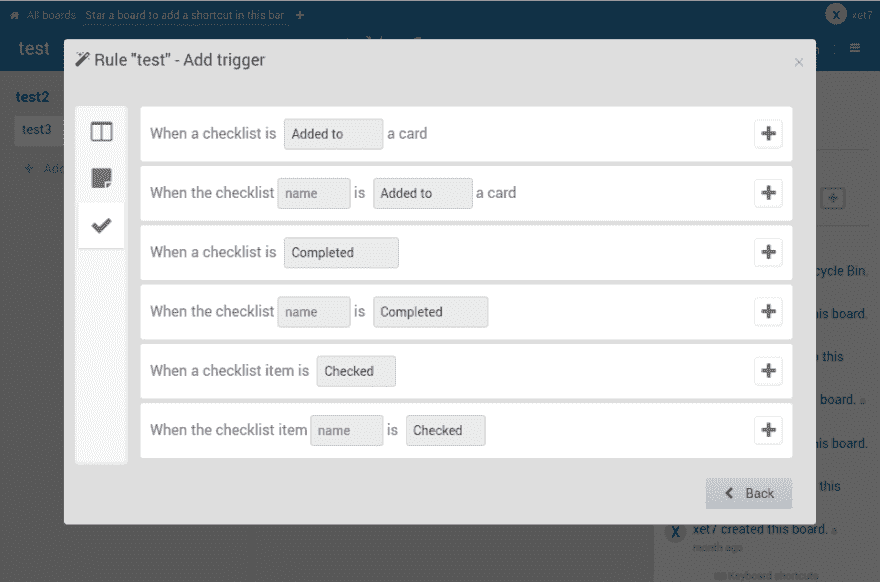 All boards Star a board to add a shortcut in this bar
X xet7
test
Rule "test" - Add trigger
test2
test3
When a checklist is Added to a card
When the checklist name is Added to a card
When a checklist is Completed
When the checklist name is Completed
When a checklist item is Checked
When the checklist item name is Checked
Back
cycle Bin.
his board.
this
board.
his board.
this
X xet7 created this board.
month ago
Keyboard shortcuts